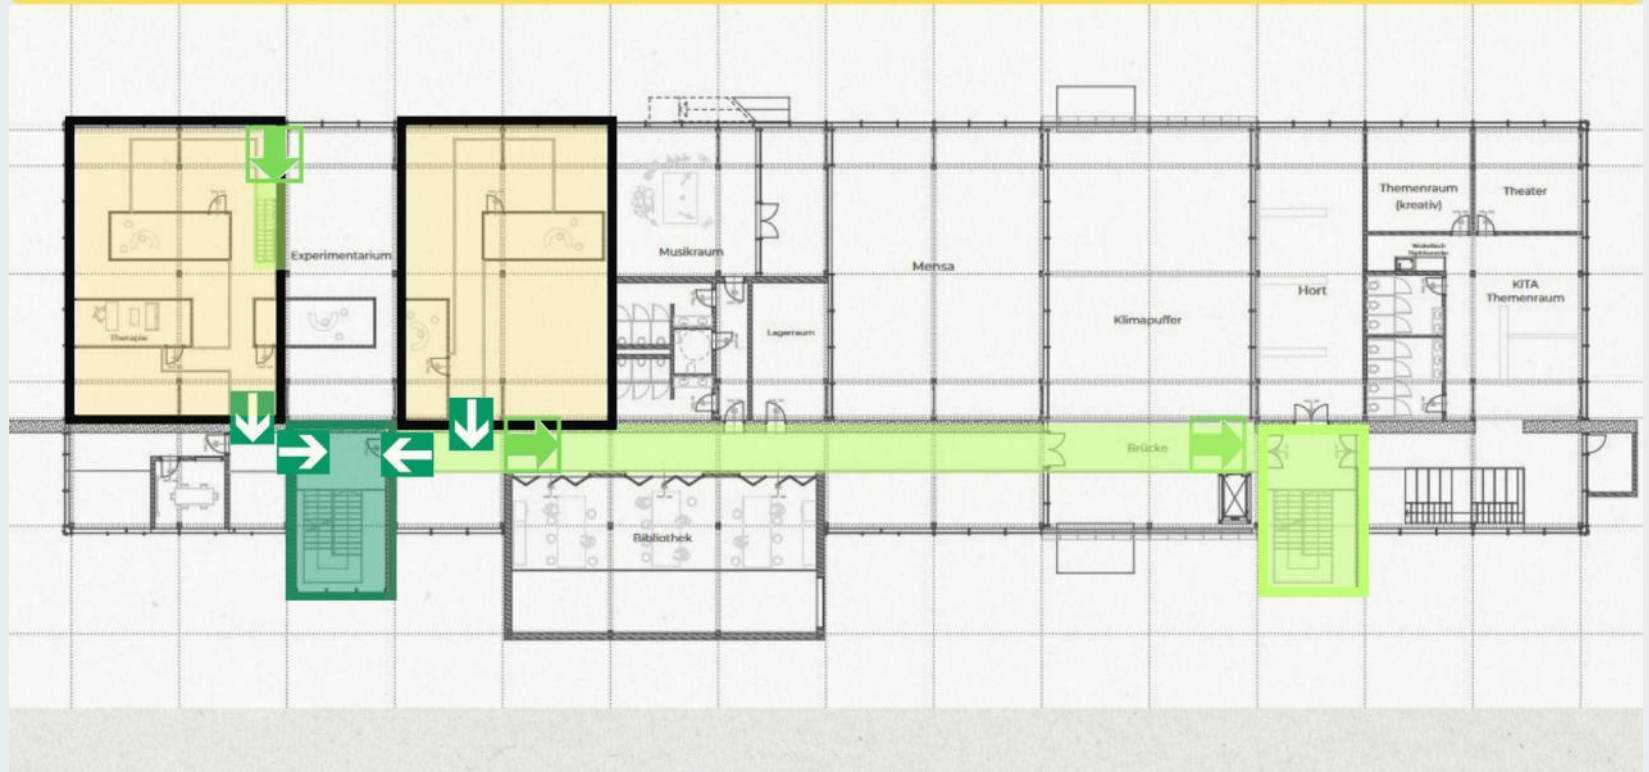 Experimentarium
Therapie
Musikraum
Lagerraum
Mensa
Bibliothek
Klimapuffer
Brücke
Hort
Themenraum
(kreativ)
Theater
KITA
Themenraum